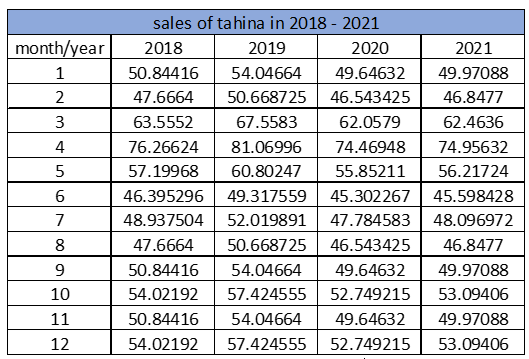 sales of tahina in 2018 - 2021
month/year 2018 2019 2020 2021
1 50.84416 54.04664 49.64632 49.97088
2 47.6664 50.668725 46.543425 46.8477
3 63.5552 67.5583 62.0579 62.4636
4 76.26624 81.06996 74.46948 74.95632
5 57.19968 60.80247 55.85211 56.21724
6 46.395296 49.317559 45.302267 45.598428
7 48.937504 52.019891 47.784583 48.096972
8 47.6664 50.668725 46.543425 46.8477
9 50.84416 54.04664 49.64632 49.97088
10 54.02192 57.424555 52.749215 53.09406
11 50.84416 54.04664 49.64632 49.97088
12 54.02192 57.424555 52.749215 53.09406